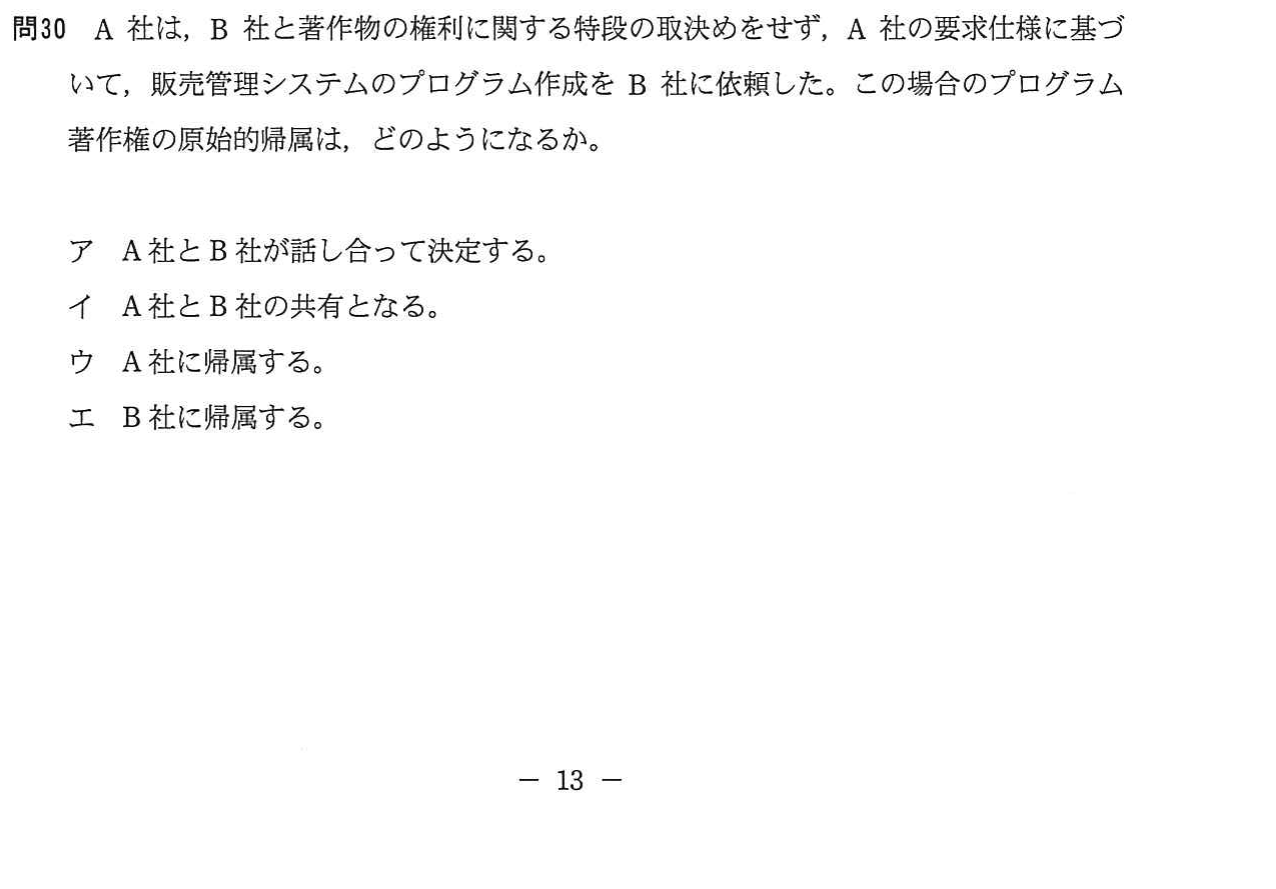 問30 A 社は，B 社と著作物の権利に関する特段の取決めをせず，A 社の要求仕様に基づ
いて，販売管理システムのプログラム作成を B 社に依頼した。この場合のプログラム
著作権の原始的帰属は，どのようになるか。
ア A 社と B 社が話し合って決定する。
イ A 社と B 社の共有となる。
ウ A 社に帰属する。
エ B 社に帰属する。
－ 13 －